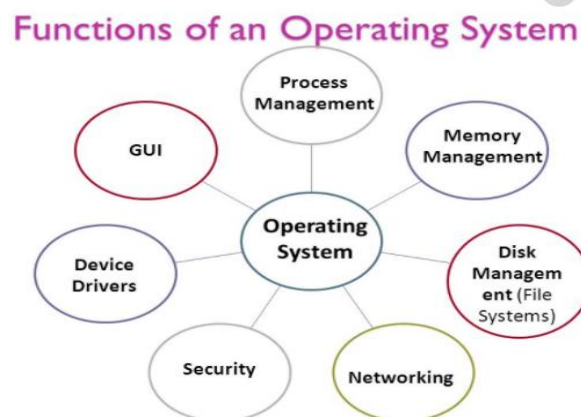 Functions of an Operating System
Process
Management
GUI
Memory
Management
Operating
System
Device
Drivers
Disk
Managem
ent (File
Systems)
Security
Networking